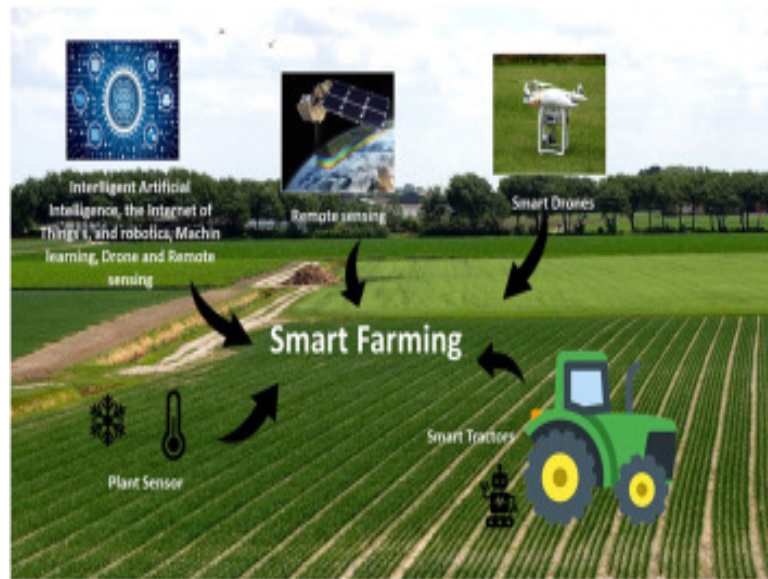 Interlligent Artificial
Intelligence, the Internet of
Things s, and robotics, Machin
learning, Drone and Remote
sensing
Remote sensing
Smart Drones
Smart Farming
Smart Tractors
Plant Sensor